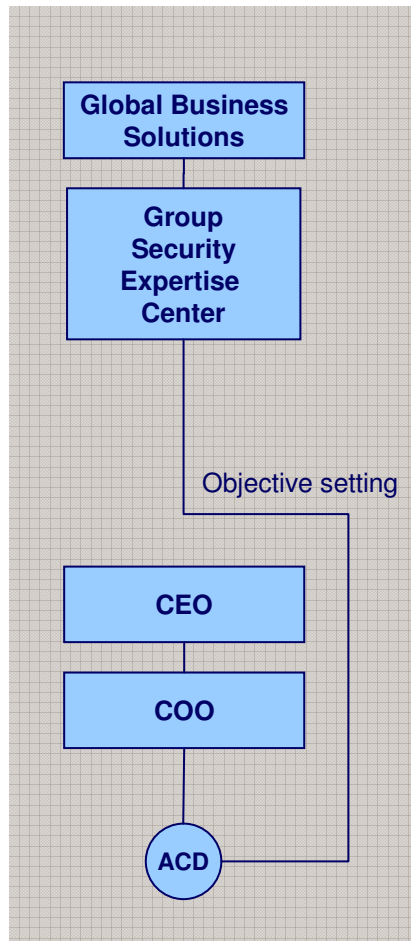 Global Business
Solutions
Group
Security
Expertise
Center
Objective setting
CEO
COO
ACD